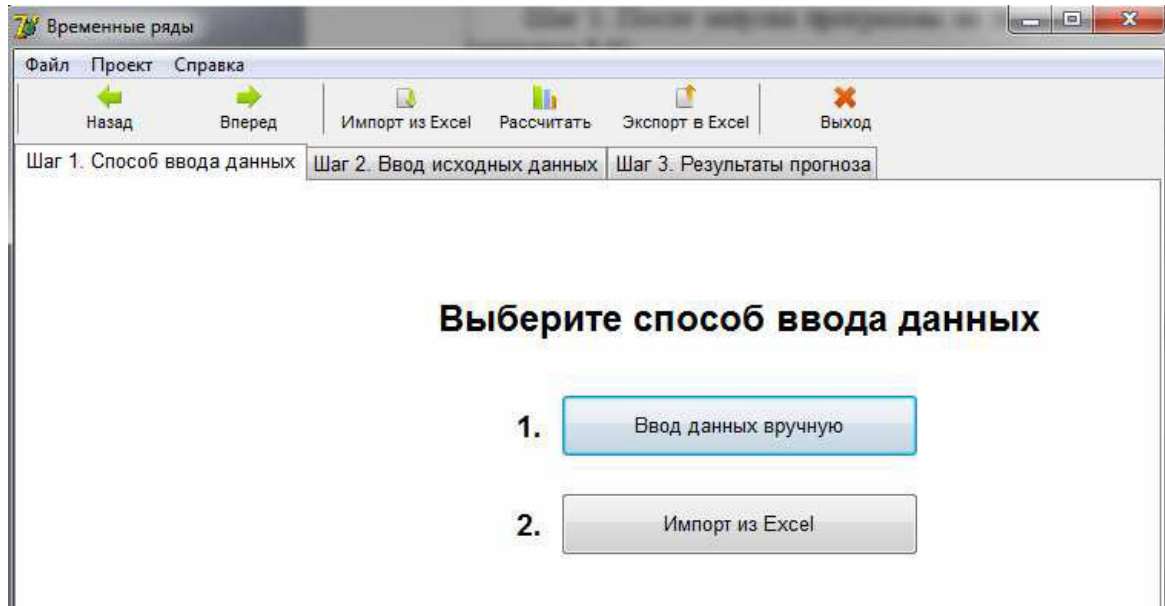 Временные ряды
Файл Проект Справка
Назад Вперед Импорт из Excel Рассчитать Экспорт в Excel Выход
Шаг 1. Способ ввода данных Шаг 2. Ввод исходных данных Шаг 3. Результаты прогноза
Выберите способ ввода данных
1. Ввод данных вручную
2. Импорт из Excel